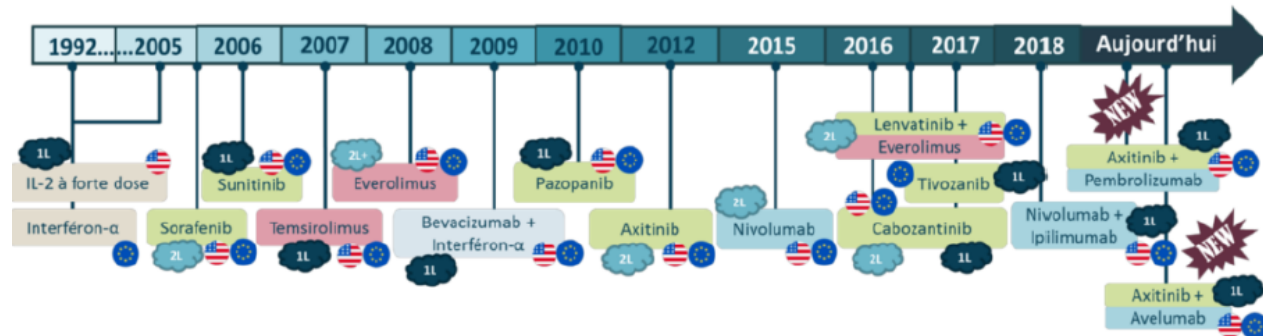 1992...
...2005
2006
2007
2008
2009
2010
2012
2015
2016
2017
2018
Aujourd'hui
1L
IL-2 à forte dose
Interféron-α
1L
Sunitinib
Sorafenib
2L
2L+
Everolimus
Temsirolimus
1L
Bevacizumab +
Interféron-α
1L
1L
Pazopanib
Axitinib
2L
2L
Nivolumab
2L
Lenvatinib +
Everolimus
Tivozanib
1L
Cabozantinib
2L
1L
Nivolumab +
Ipilimumab
1L
NEW
1L
Axitinib +
Pembrolizumab
NEW
Axitinib +
Avelumab
1L